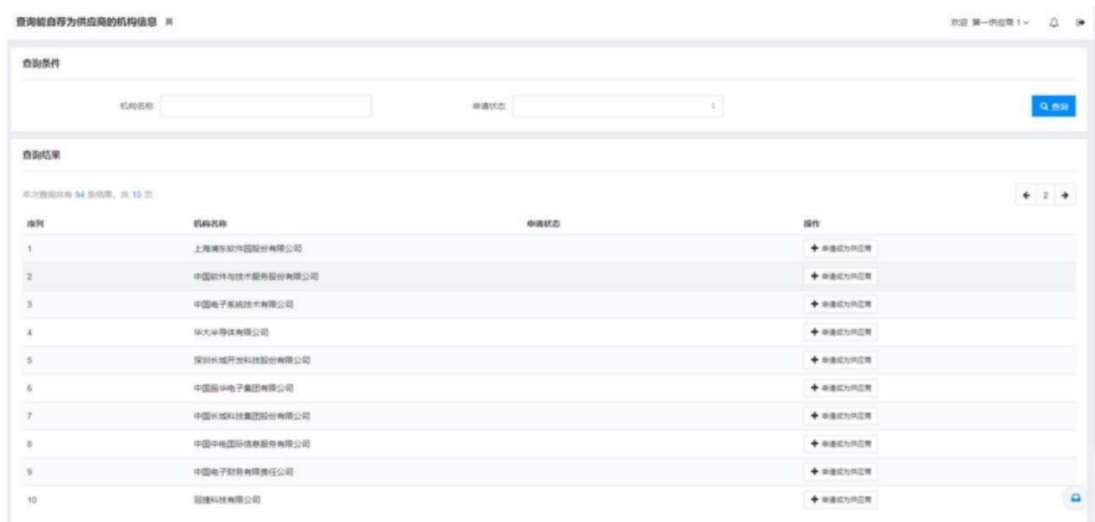 查询能自荐为供应商的机构信息
欢迎 第一供应商 1
查询条件
机构名称
申请状态
查询
查询结果
本次查询共有 94 条结果, 共 10 页
2
序列 机构名称 申请状态 操作
1 上海浦东软件园股份有限公司 申请成为供应商
2 中国软件与技术服务股份有限公司 申请成为供应商
3 中国电子系统技术有限公司 申请成为供应商
4 华大半导体有限公司 申请成为供应商
5 深圳长城开发科技股份有限公司 申请成为供应商
6 中国振华电子集团有限公司 申请成为供应商
7 中国长城科技集团股份有限公司 申请成为供应商
8 中国中电国际信息服务有限公司 申请成为供应商
9 中国电子财务有限责任公司 申请成为供应商
10 冠捷科技有限公司 申请成为供应商